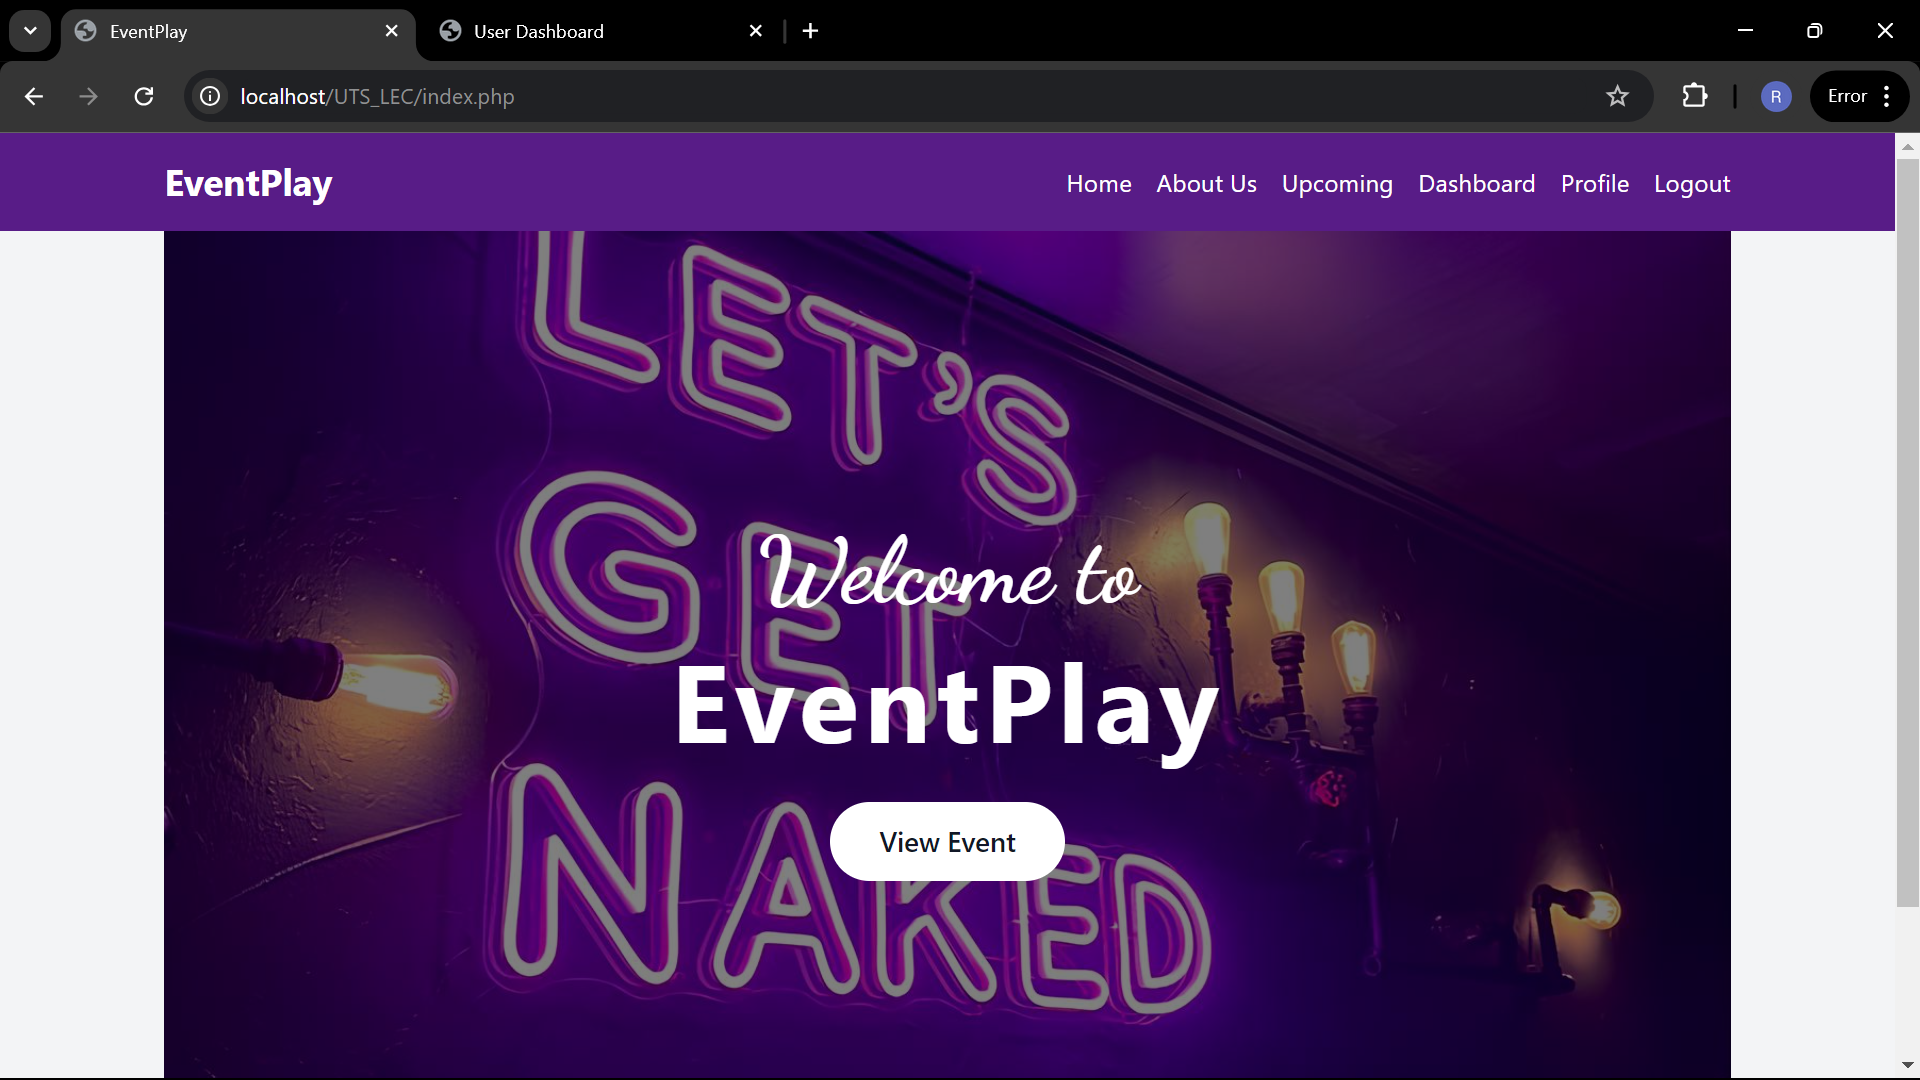 EventPlay
User Dashboard
localhost/UTS_LEC/index.php
R
Error
EventPlay
Home About Us Upcoming Dashboard Profile Logout
LET'S
GET
NAKED
Welcome to
EventPlay
View Event